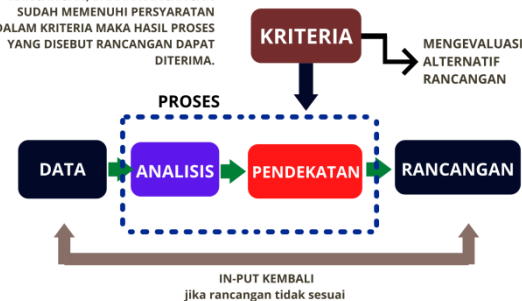 SUDAH MEMENUHI PERSYARATAN
DALAM KRITERIA MAKA HASIL PROSES
YANG DISEBUT RANCANGAN DAPAT
DITERIMA.
KRITERIA
MENGEVALUASI
ALTERNATIF
RANCANGAN
PROSES
DATA
ANALISIS
PENDEKATAN
RANCANGAN
IN-PUT KEMBALI
jika rancangan tidak sesuai